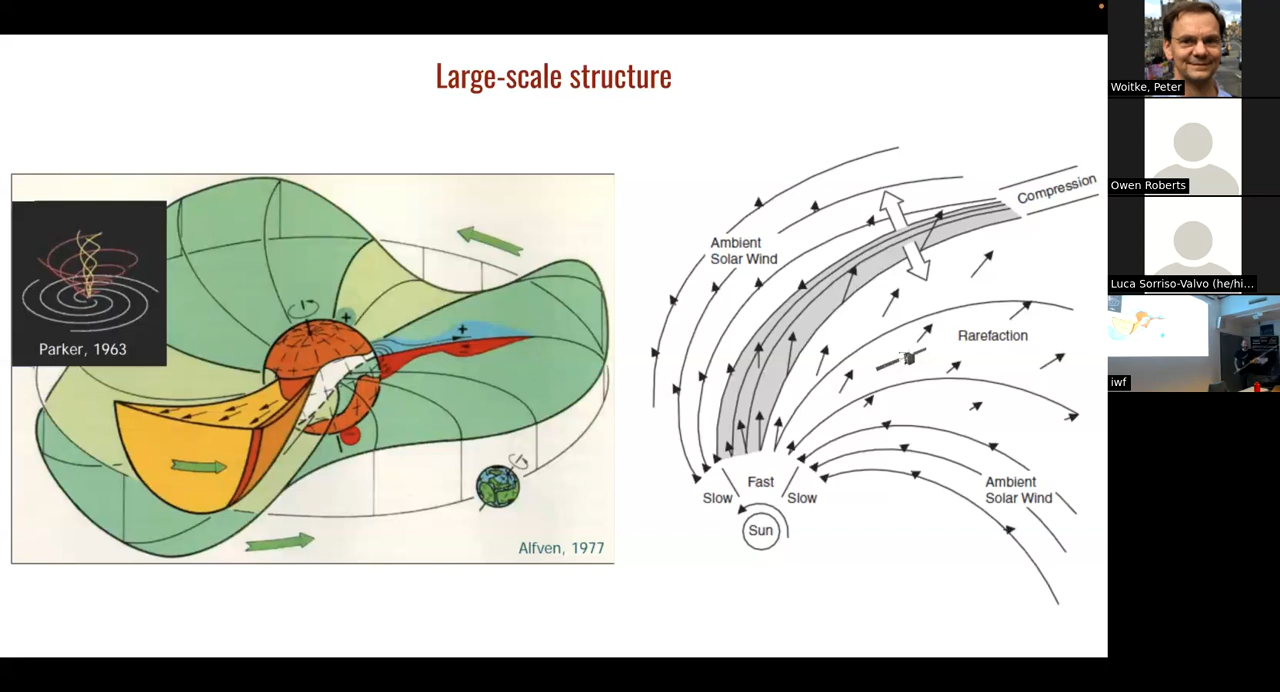 Large-scale structure
Parker, 1963
+
+
Alfven, 1977
Compression
Ambient
Solar Wind
Rarefaction
Ambient
Solar Wind
Slow
Fast
Slow
Sun
Woitke, Peter
Owen Roberts
Luca Sorriso-Valvo (he/hi...
iwf